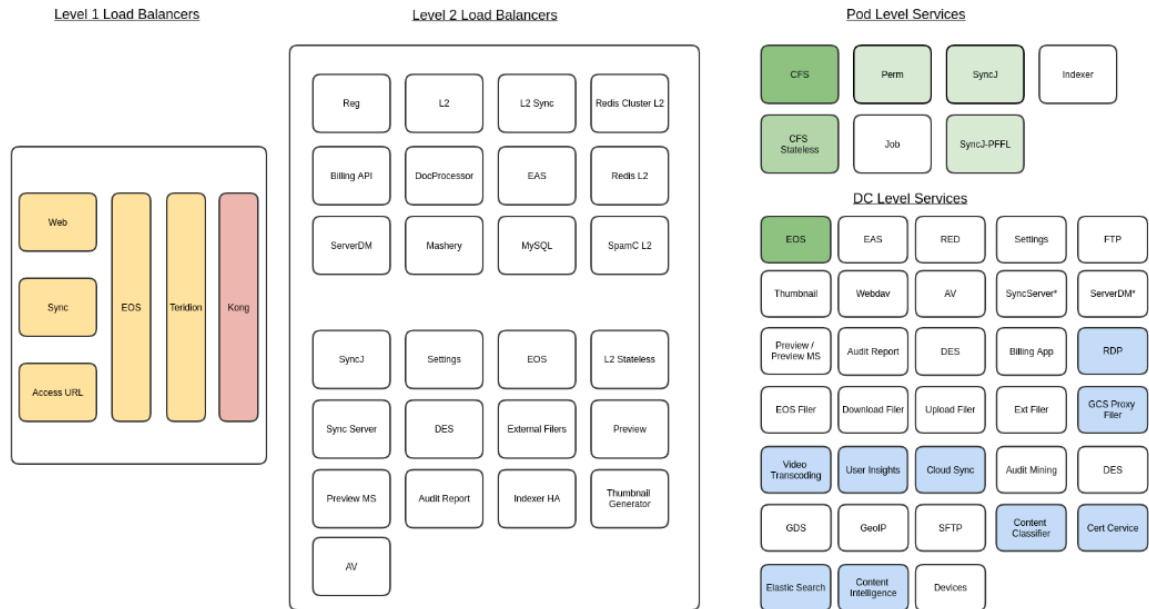 Level 1 Load Balancers
Web
Sync
Access URL
EOS
Teridion
Kong
Level 2 Load Balancers
Reg
L2
L2 Sync
Redis Cluster L2
Billing API
DocProcessor
EAS
Redis L2
ServerDM
Mashery
MySQL
SpamC L2
SyncJ
Settings
EOS
L2 Stateless
Sync Server
DES
External Filers
Preview
Preview MS
Audit Report
Indexer HA
Thumbnail
Generator
AV
Pod Level Services
CFS
Perm
SyncJ
Indexer
CFS
Stateless
Job
SyncJ-PFFL
DC Level Services
EOS
EAS
RED
Settings
FTP
Thumbnail
Webdav
AV
SyncServer*
ServerDM*
Preview /
Preview MS
Audit Report
DES
Billing App
RDP
EOS Filer
Download Filer
Upload Filer
Ext Filer
GCS Proxy
Filer
Video
Transcoding
User Insights
Cloud Sync
Audit Mining
DES
GDS
GeoIP
SFTP
Content
Classifier
Cert Cervice
Elastic Search
Content
Intelligence
Devices